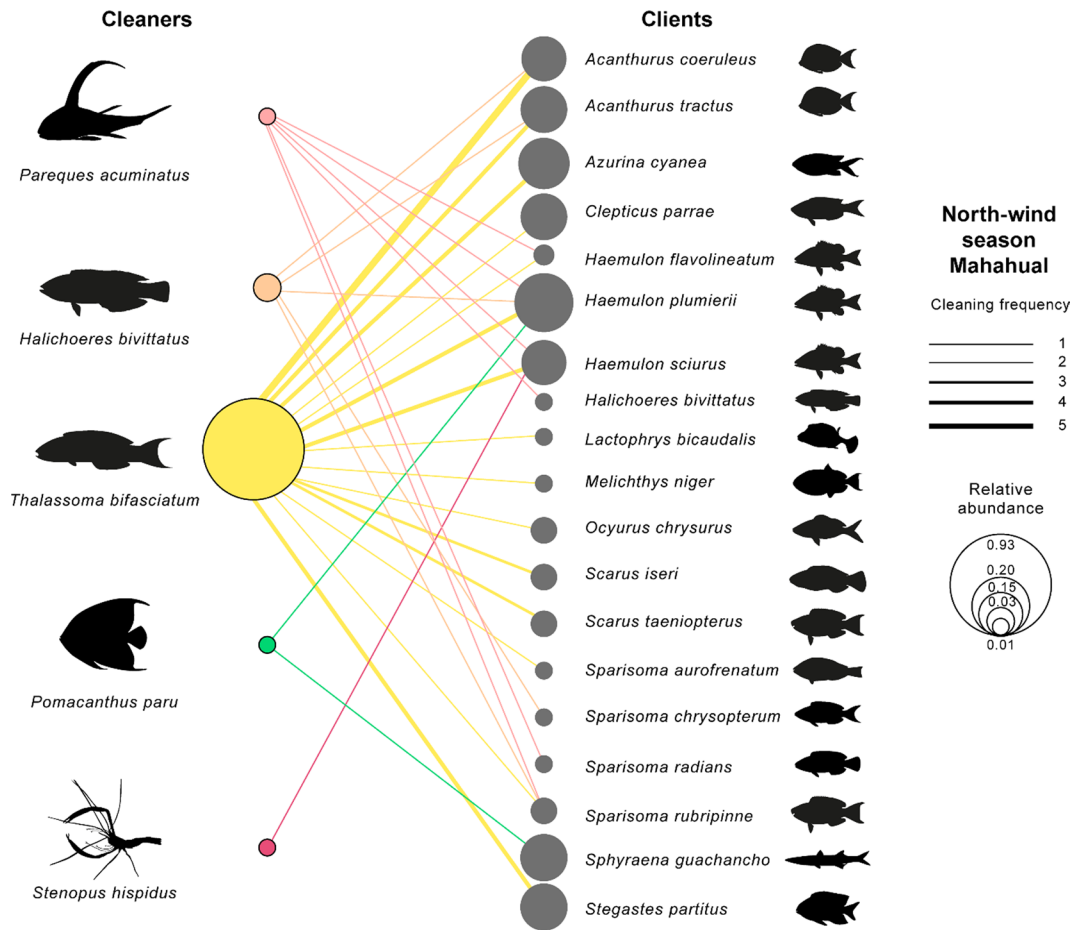 Cleaners
Clients
Pareques acuminatus
Halichoeres bivittatus
Thalassoma bifasciatum
Pomacanthus paru
Stenopus hispidus
Acanthurus coeruleus
Acanthurus tractus
Azurina cyanea
Clepticus parrae
Haemulon flavolineatum
Haemulon plumierii
Haemulon sciurus
Halichoeres bivittatus
Lactophrys bicaudalis
Melichthys niger
Ocyurus chrysurus
Scarus iseri
Scarus taeniopterus
Sparisoma aurofrenatum
Sparisoma chrysopterum
Sparisoma radians
Sparisoma rubripinne
Sphyraena guachancho
Stegastes partitus
North-wind
season
Mahahual
Cleaning frequency
1
2
3
4
5
Relative
abundance
0.93
0.20
0.15
0.03
0.01